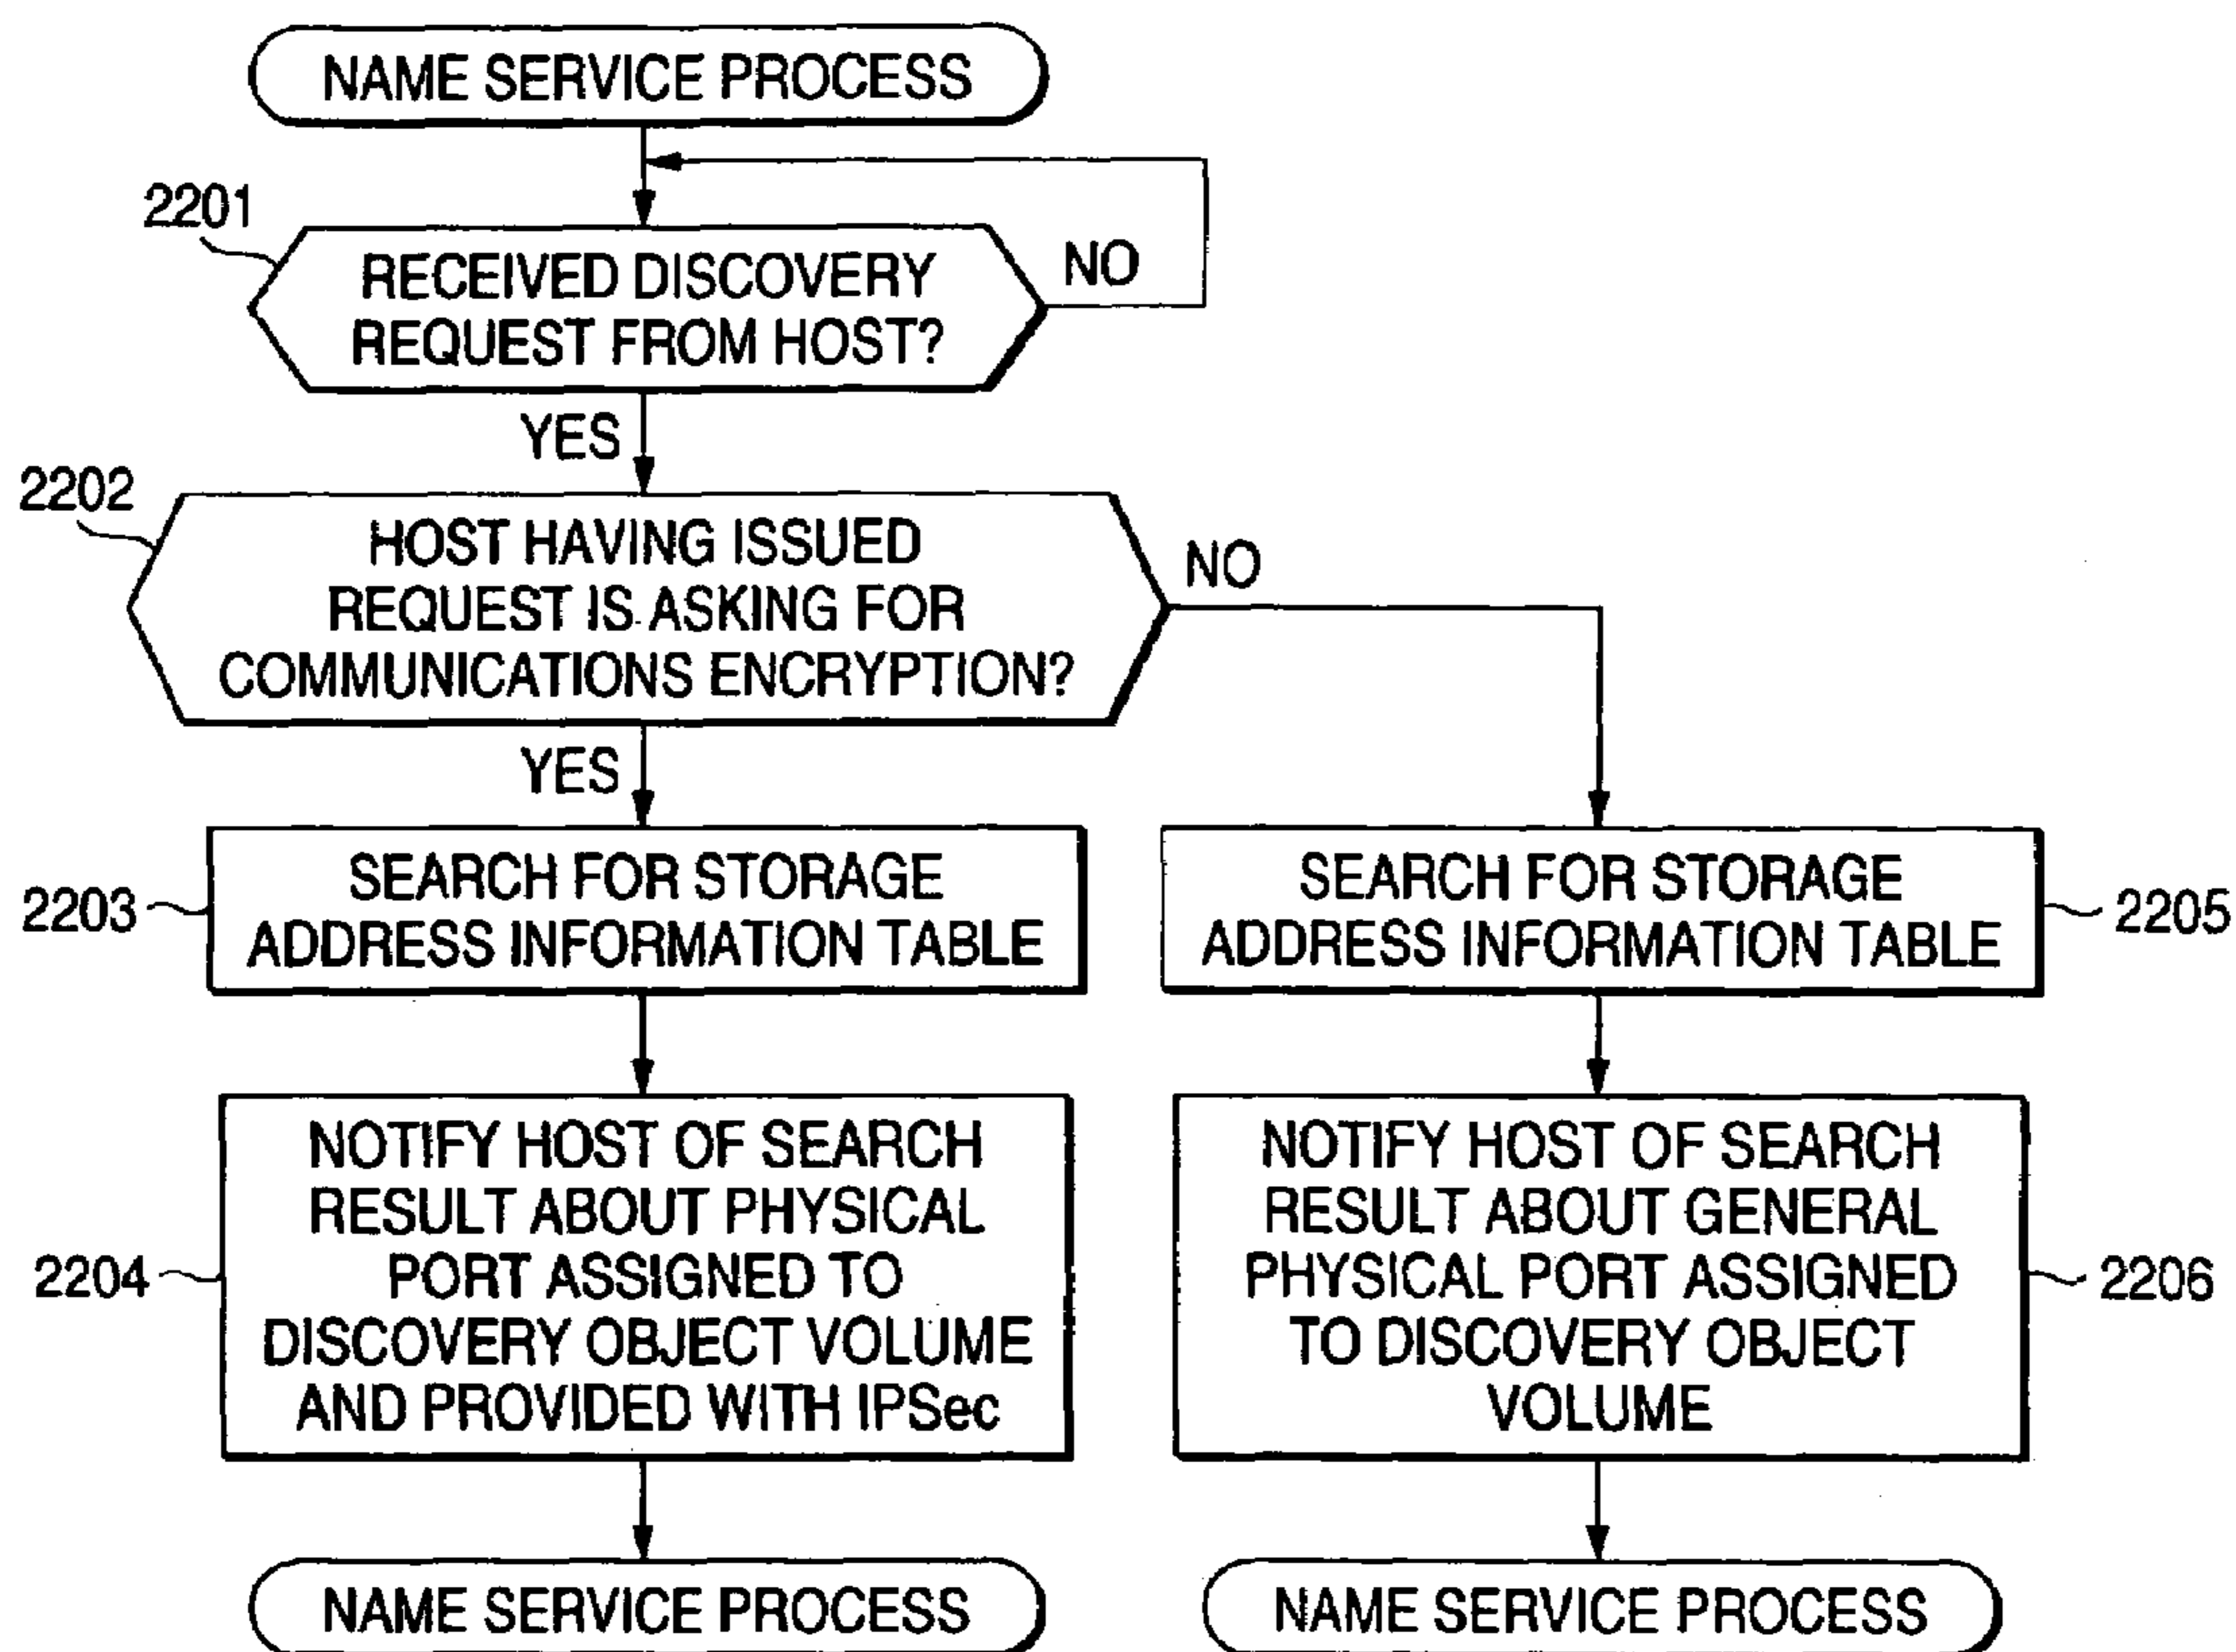 NAME SERVICE PROCESS
2201
RECEIVED DISCOVERY
REQUEST FROM HOST?
NO
YES
2202
HOST HAVING ISSUED
REQUEST IS ASKING FOR
COMMUNICATIONS ENCRYPTION?
NO
YES
2203
SEARCH FOR STORAGE
ADDRESS INFORMATION TABLE
SEARCH FOR STORAGE
ADDRESS INFORMATION TABLE
2205
2204
NOTIFY HOST OF SEARCH
RESULT ABOUT PHYSICAL
PORT ASSIGNED TO
DISCOVERY OBJECT VOLUME
AND PROVIDED WITH IPSec
NOTIFY HOST OF SEARCH
RESULT ABOUT GENERAL
PHYSICAL PORT ASSIGNED
TO DISCOVERY OBJECT
VOLUME
2206
NAME SERVICE PROCESS
NAME SERVICE PROCESS